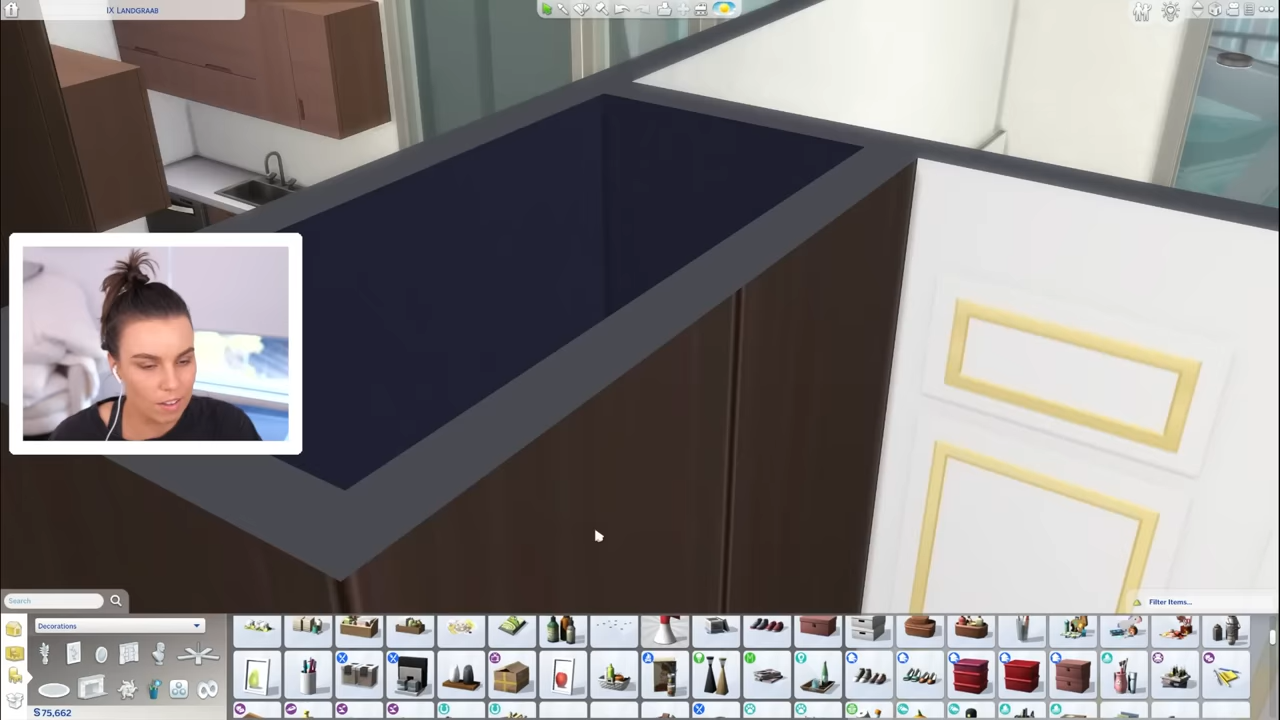 IX LANDGRAAB
Search
Filter Items...
Decorations
$75,662